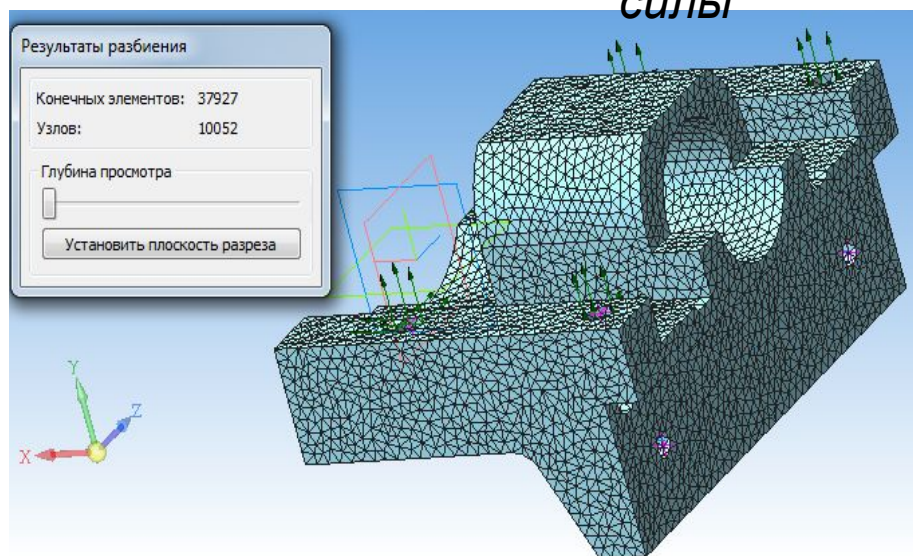 силы
Результаты разбиения
Конечных элементов: 37927
Узлов: 10052
Глубина просмотра
Установить плоскость разреза
Y
Z
X